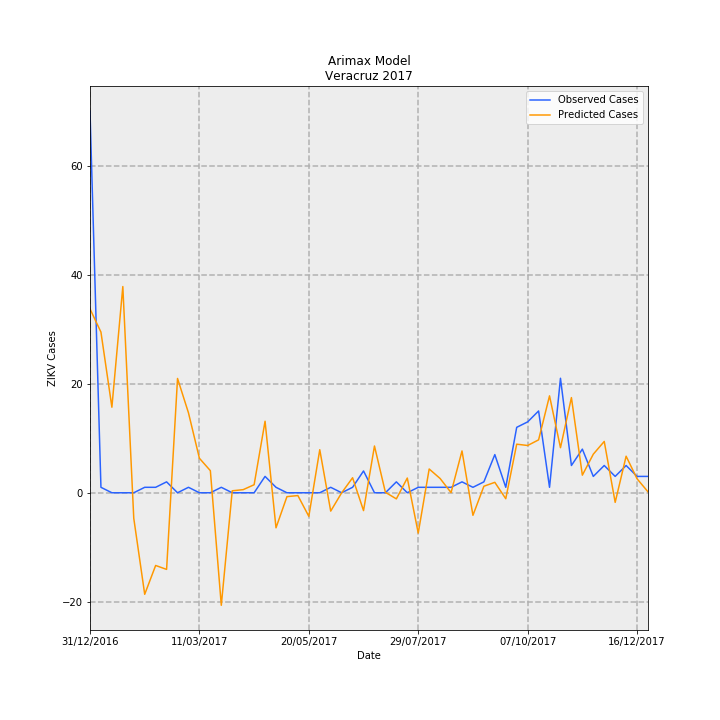 Arimax Model
Veracruz 2017
Observed Cases
Predicted Cases
ZIKV Cases
60
40
20
0
−20
31/12/2016
11/03/2017
20/05/2017
29/07/2017
07/10/2017
16/12/2017
Date